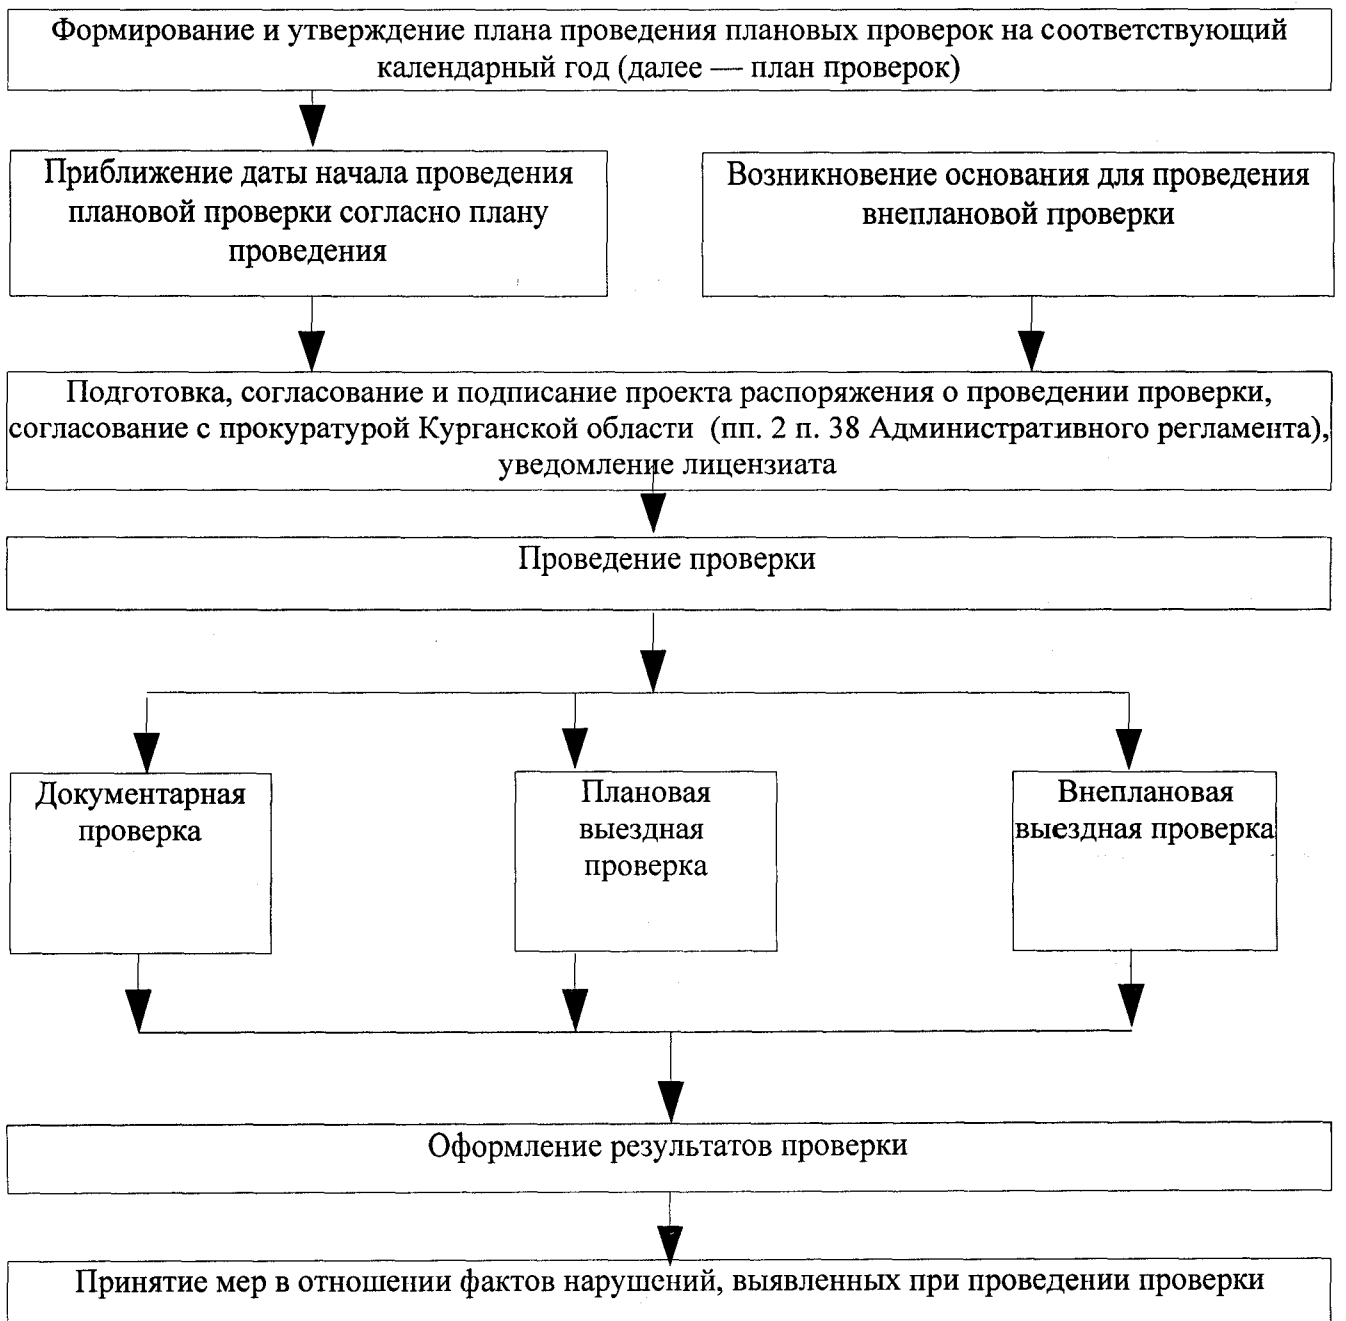 Формирование и утверждение плана проведения плановых проверок на соответствующий
календарный год (далее — план проверок)
Приближение даты начала проведения
плановой проверки согласно плану
проведения
Возникновение основания для проведения
внеплановой проверки
Подготовка, согласование и подписание проекта распоряжения о проведении проверки,
согласование с прокуратурой Курганской области (пп. 2 п. 38 Административного регламента),
уведомление лицензиата
Проведение проверки
Документарная
проверка
Плановая
выездная
проверка
Внеплановая
выездная проверка
Оформление результатов проверки
Принятие мер в отношении фактов нарушений, выявленных при проведении проверки